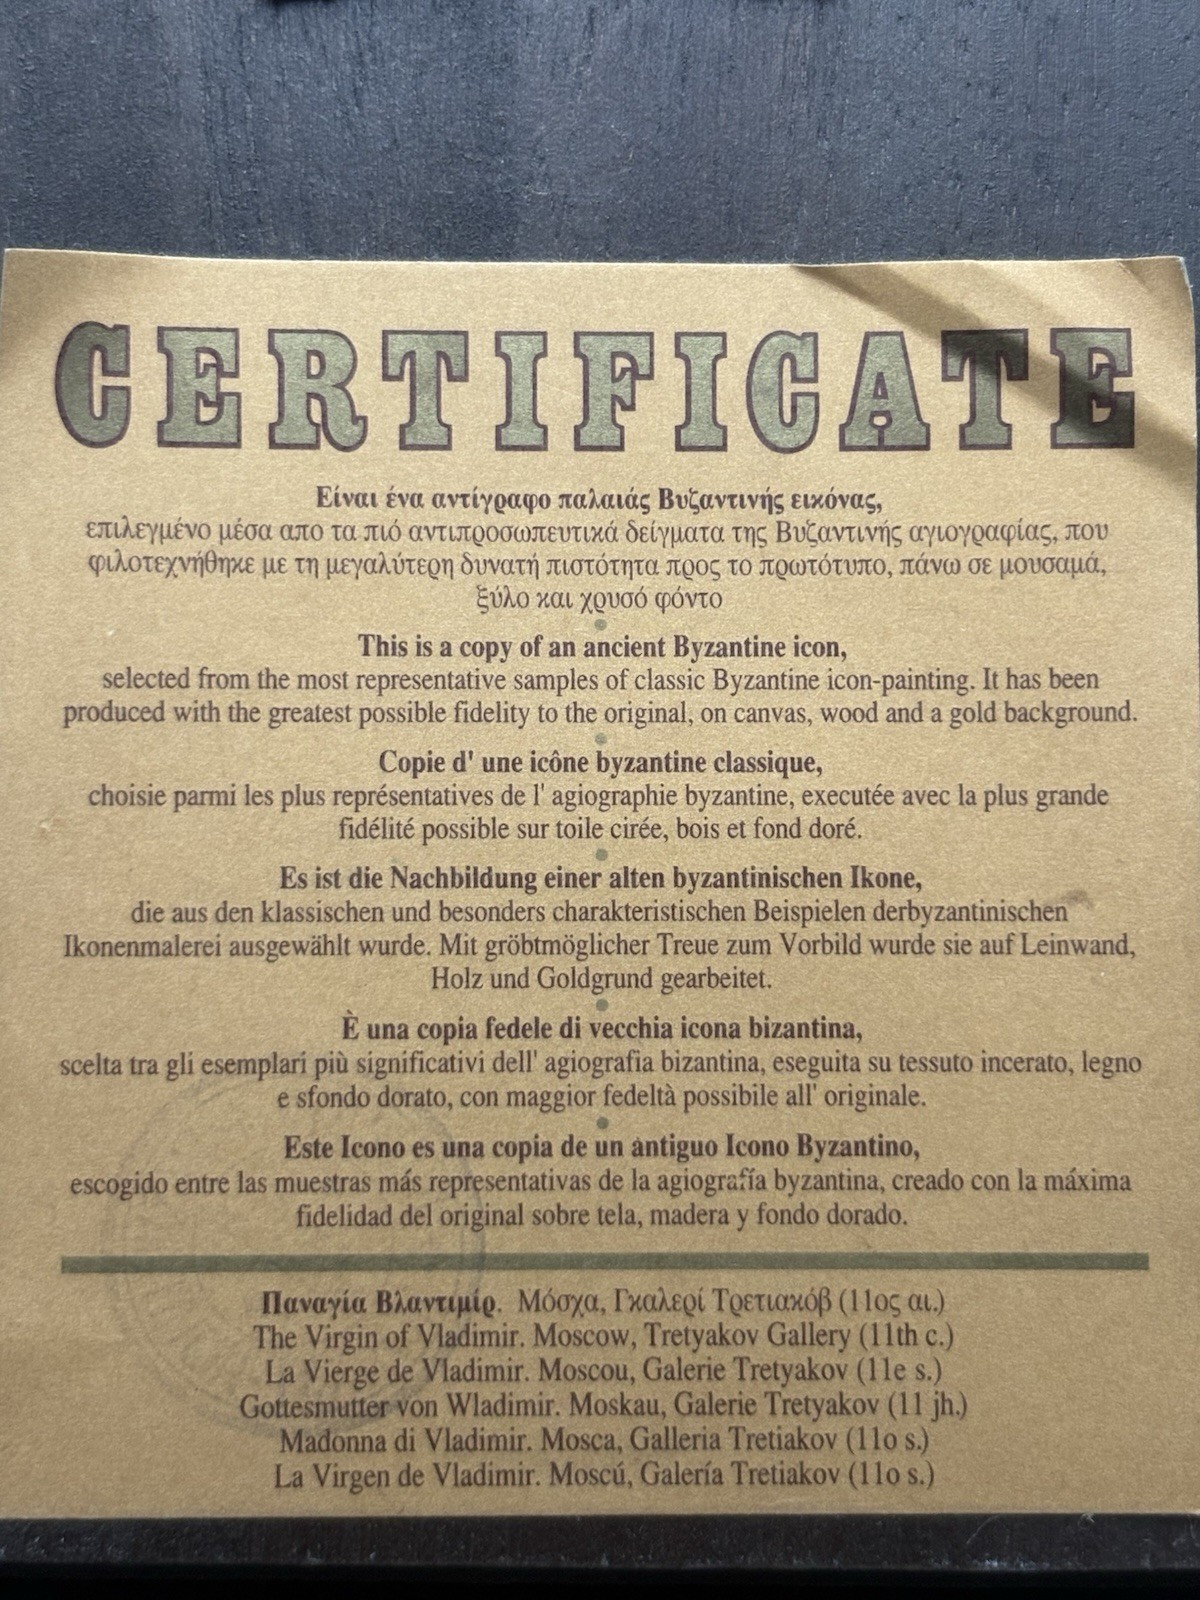 CERTIFICATE
Είναι ένα αντίγραφο παλαιάς Βυζαντινής εικόνας,
επιλεγμένο μέσα απο τα πιό αντιπροσωπευτικά δείγματα της Βυζαντινής αγιογραφίας, που
φιλοτεχνήθηκε με τη μεγαλύτερη δυνατή πιστότητα προς το πρωτότυπο, πάνω σε μουσαμά,
ξύλο και χρυσό φόντο
This is a copy of an ancient Byzantine icon,
selected from the most representative samples of classic Byzantine icon-painting. It has been
produced with the greatest possible fidelity to the original, on canvas, wood and a gold background.
Copie d' une icône byzantine classique,
choisie parmi les plus représentatives de l' agiographie byzantine, executée avec la plus grande
fidélité possible sur toile cirée, bois et fond doré.
Es ist die Nachbildung einer alten byzantinischen Ikone,
die aus den klassischen und besonders charakteristischen Beispielen derbyzantinischen
Ikonenmalerei ausgewählt wurde. Mit gröbtmöglicher Treue zum Vorbild wurde sie auf Leinwand,
Holz und Goldgrund gearbeitet.
È una copia fedele di vecchia icona bizantina,
scelta tra gli esemplari più significativi dell' agiografia bizantina, eseguita su tessuto incerato, legno
e sfondo dorato, con maggior fedeltà possibile all' originale.
Este Icono es una copia de un antiguo Icono Byzantino,
escogido entre las muestras más representativas de la agiografía byzantina, creado con la máxima
fidelidad del original sobre tela, madera y fondo dorado.
Παναγία Βλαντιμίρ. Μόσχα, Γκαλερί Τρετιακόβ (11ος αι.)
The Virgin of Vladimir. Moscow, Tretyakov Gallery (11th c.)
La Vierge de Vladimir. Moscou, Galerie Tretyakov (11e s.)
Gottesmutter von Wladimir. Moskau, Galerie Tretyakov (11 jh.)
Madonna di Vladimir. Mosca, Galleria Tretiakov (11o s.)
La Virgen de Vladimir. Moscú, Galería Tretiakov (11o s.)